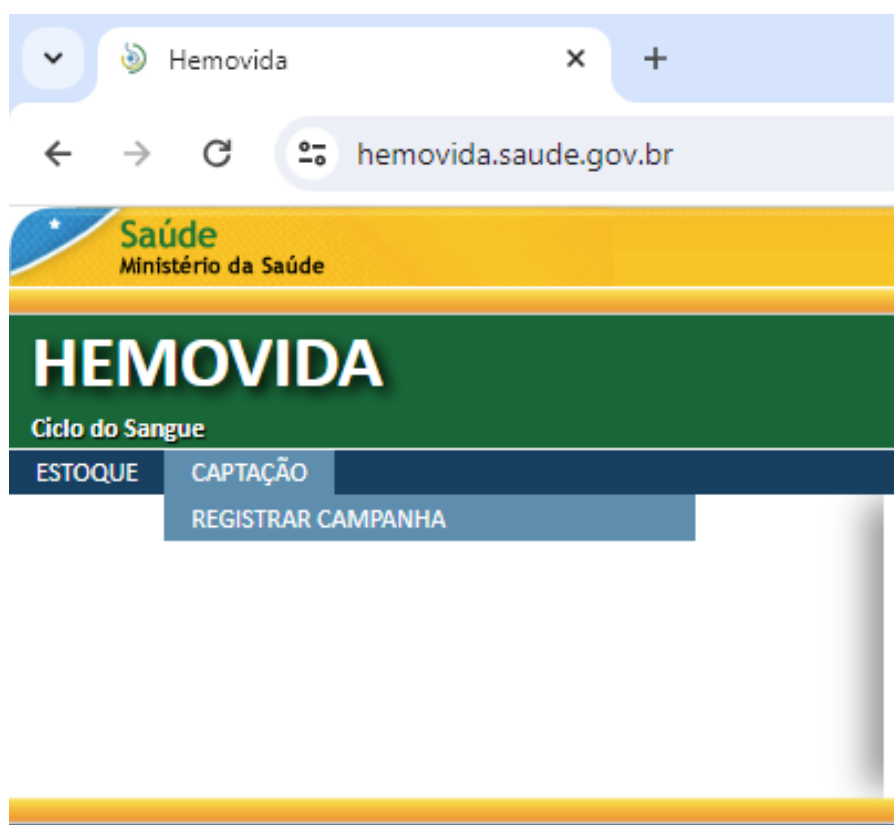 Hemovida
hemovida.saude.gov.br
Saúde
Ministério da Saúde
HEMOVIDA
Ciclo do Sangue
ESTOQUE CAPTAÇÃO
REGISTRAR CAMPANHA